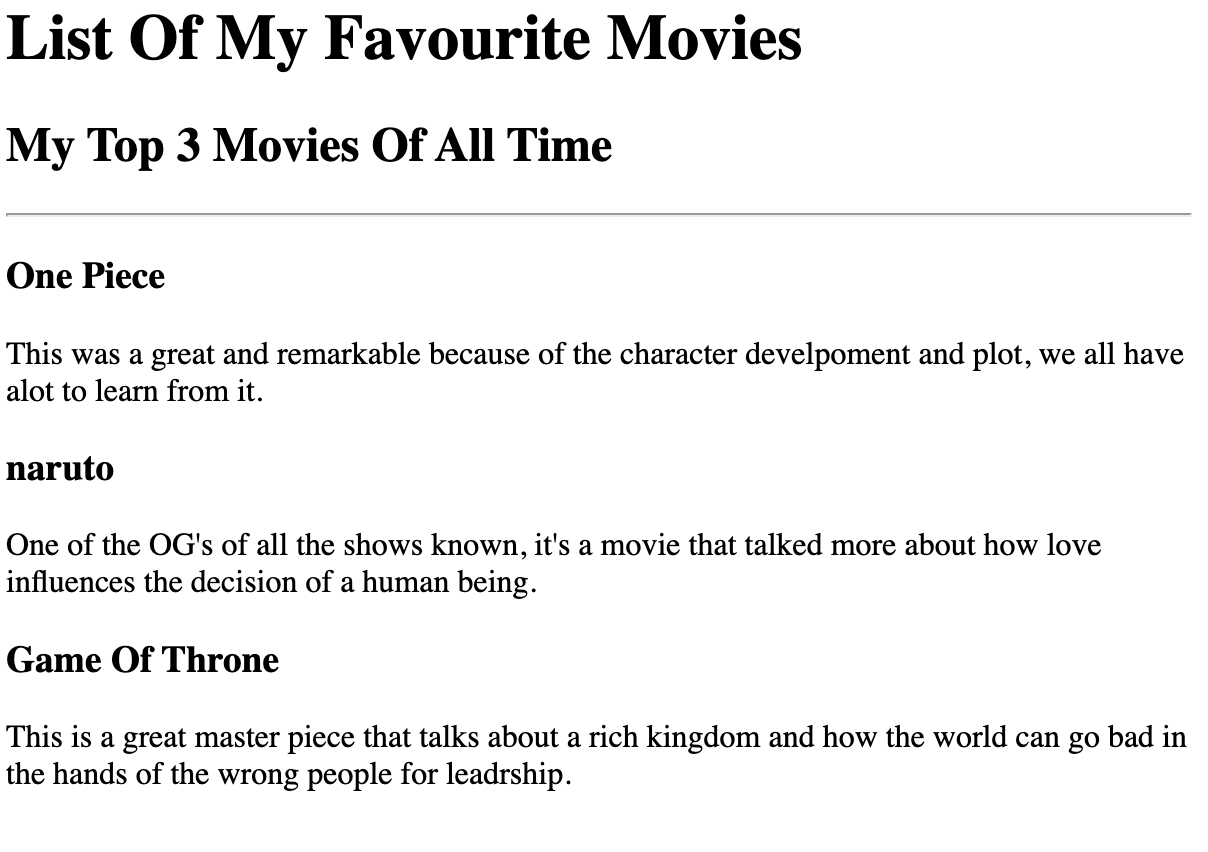 List Of My Favourite Movies
My Top 3 Movies Of All Time
One Piece
This was a great and remarkable because of the character develpoment and plot, we all have
alot to learn from it.
naruto
One of the OG's of all the shows known, it's a movie that talked more about how love
influences the decision of a human being.
Game Of Throne
This is a great master piece that talks about a rich kingdom and how the world can go bad in
the hands of the wrong people for leadrship.